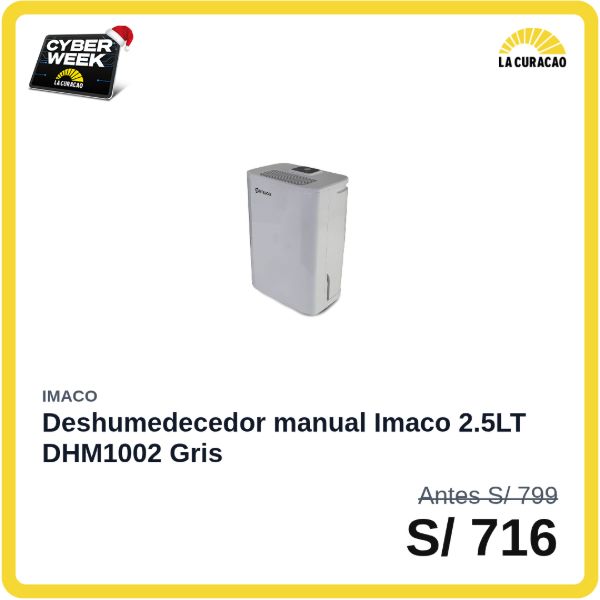 CYBER
WEEK
LA CURACAO
LA CURACAO
IMACO
Deshumedecedor manual Imaco 2.5LT
DHM1002 Gris
Antes S/ 799
S/ 716